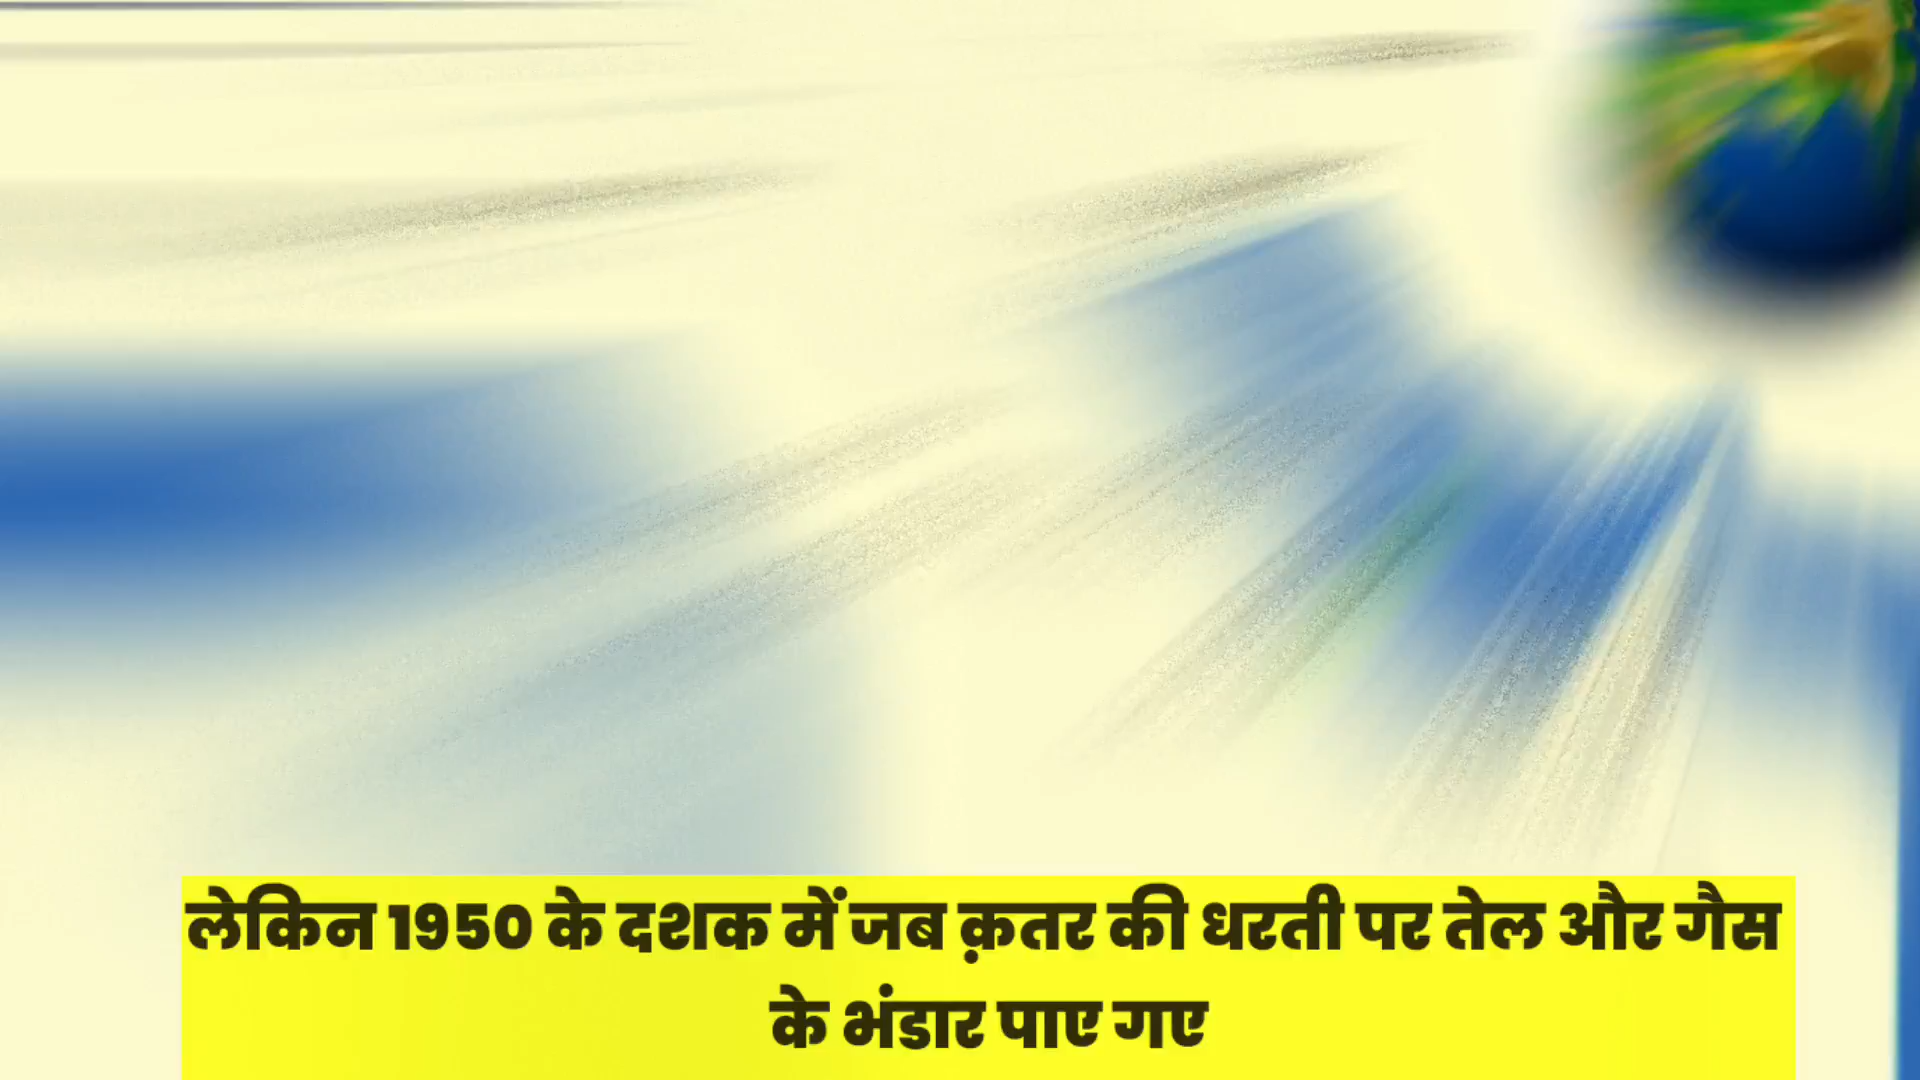 लेकिन 1950 के दशक में जब क़तर की धरती पर तेल और गैस
के भंडार पाए गए